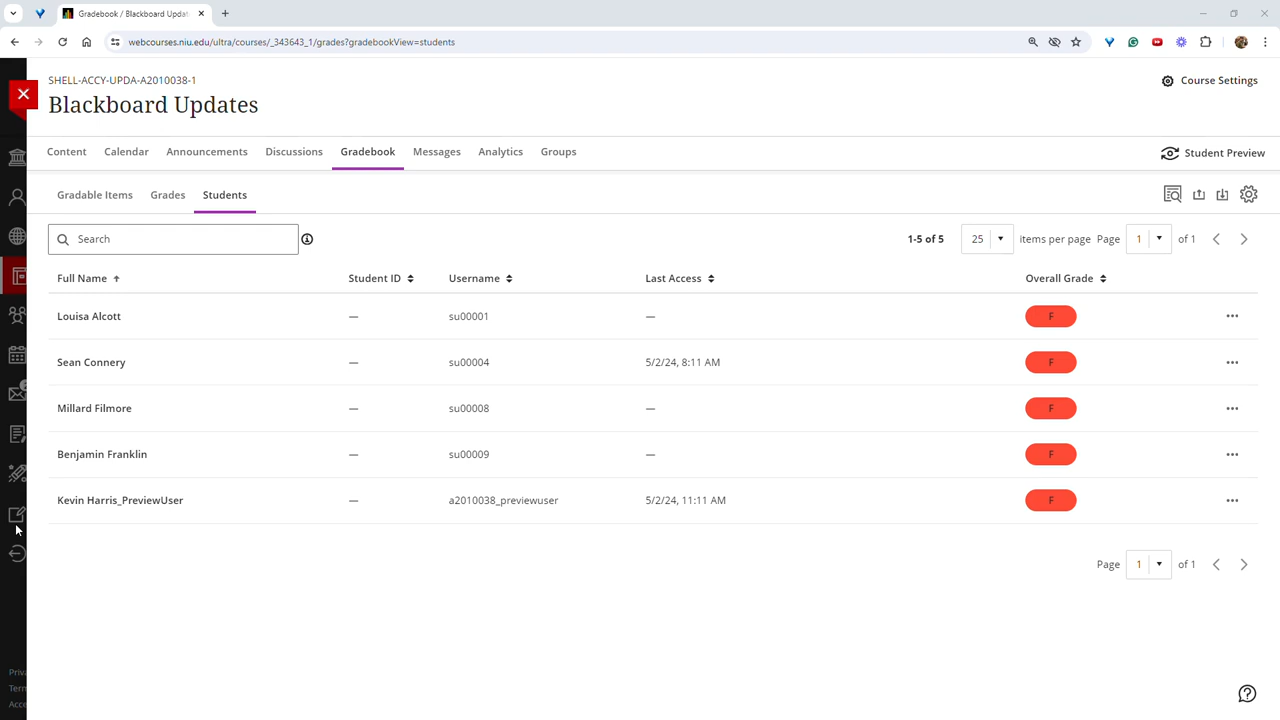 Gradebook / Blackboard Updat
webcourses.niu.edu/ultra/courses/_343643_1/grades?gradebookView=students
SHELL-ACCY-UPDA-A2010038-1
Course Settings
Blackboard Updates
Content Calendar Announcements Discussions Gradebook Messages Analytics Groups
Student Preview
Gradable Items Grades Students
Search
1-5 of 5 25 items per page Page 1 of 1
Full Name Student ID Username Last Access Overall Grade
Louisa Alcott — su00001 — F
Sean Connery — su00004 5/2/24, 8:11 AM F
Millard Filmore — su00008 — F
Benjamin Franklin — su00009 — F
Kevin Harris_PreviewUser — a2010038_previewuser 5/2/24, 11:11 AM F
Page 1 of 1
Priva
Term
Acce